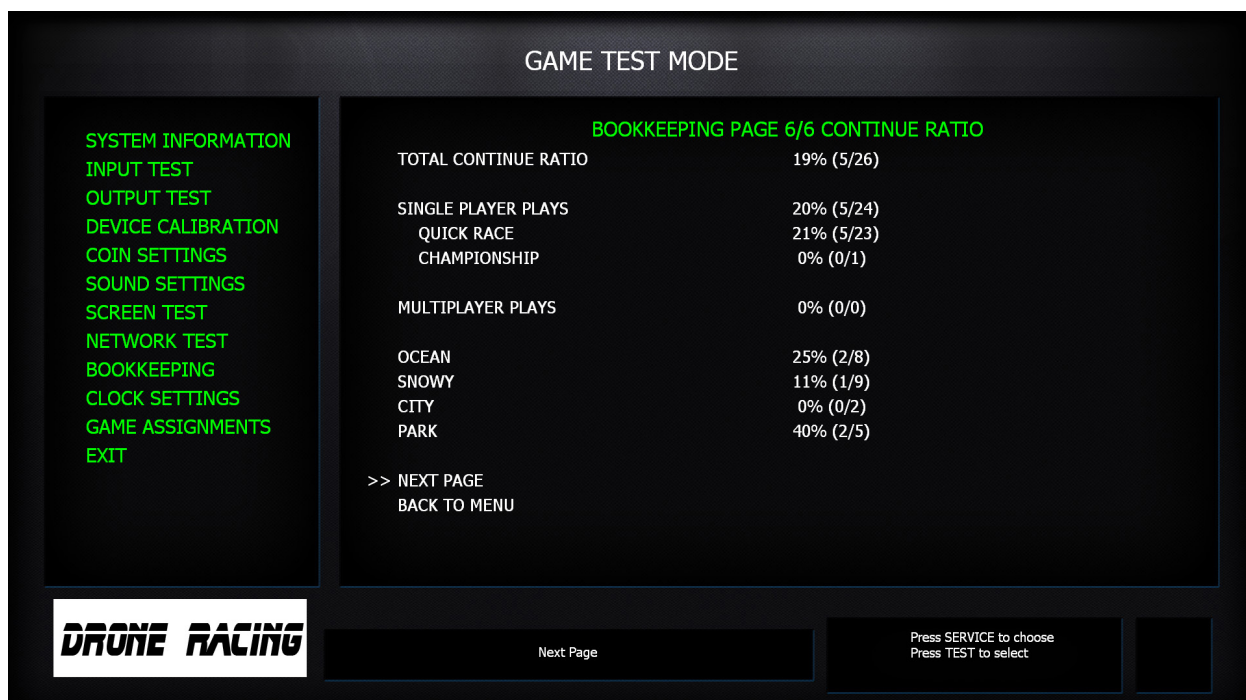 GAME TEST MODE
SYSTEM INFORMATION
INPUT TEST
OUTPUT TEST
DEVICE CALIBRATION
COIN SETTINGS
SOUND SETTINGS
SCREEN TEST
NETWORK TEST
BOOKKEEPING
CLOCK SETTINGS
GAME ASSIGNMENTS
EXIT
BOOKKEEPING PAGE 6/6 CONTINUE RATIO
TOTAL CONTINUE RATIO 19% (5/26)
SINGLE PLAYER PLAYS 20% (5/24)
QUICK RACE 21% (5/23)
CHAMPIONSHIP 0% (0/1)
MULTIPLAYER PLAYS 0% (0/0)
OCEAN 25% (2/8)
SNOWY 11% (1/9)
CITY 0% (0/2)
PARK 40% (2/5)
>> NEXT PAGE
BACK TO MENU
DRONE RACING
Next Page
Press SERVICE to choose
Press TEST to select